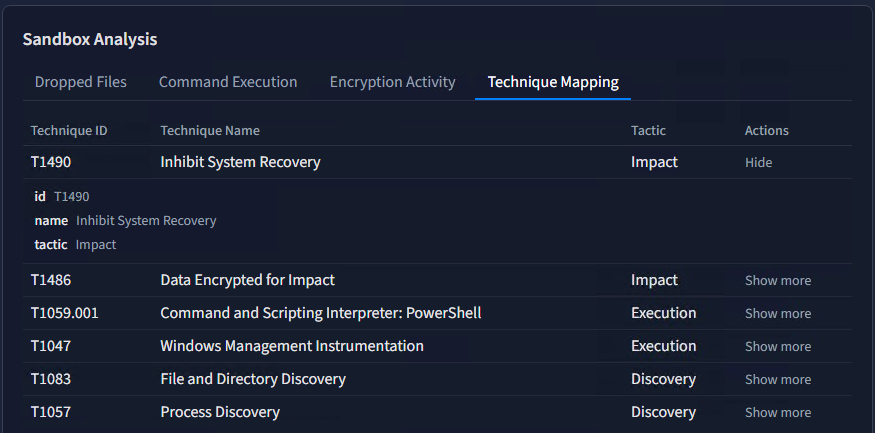 Sandbox Analysis
Dropped Files Command Execution Encryption Activity Technique Mapping
Technique ID Technique Name Tactic Actions
T1490 Inhibit System Recovery Impact Hide
id T1490
name Inhibit System Recovery
tactic Impact
T1486 Data Encrypted for Impact Impact Show more
T1059.001 Command and Scripting Interpreter: PowerShell Execution Show more
T1047 Windows Management Instrumentation Execution Show more
T1083 File and Directory Discovery Discovery Show more
T1057 Process Discovery Discovery Show more